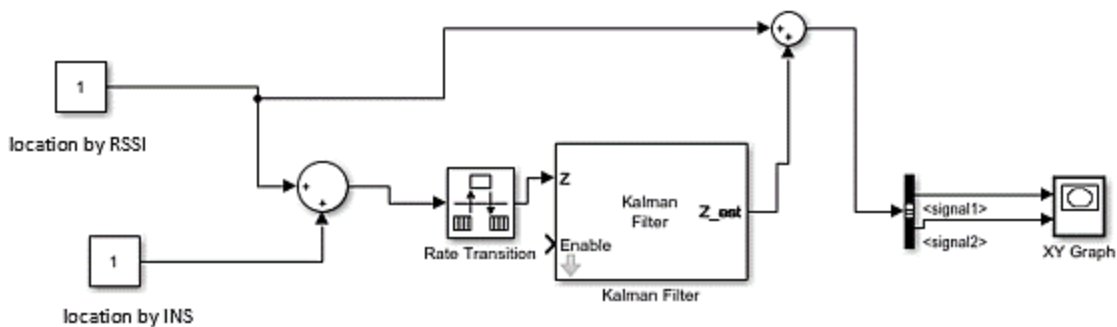 1
location by RSSI
+
+
1
location by INS
Rate Transition
Z
Kalman
Filter
Z_est
Enable
Kalman Filter
+
+
<signal1>
<signal2>
XY Graph